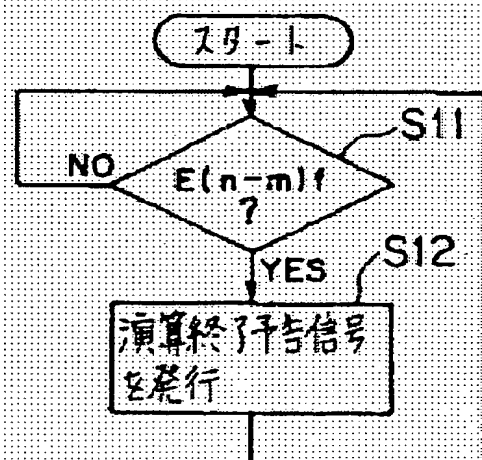 スタート
S11
NO
E(n-m)f
?
YES
S12
演算終了予告信号
を発行